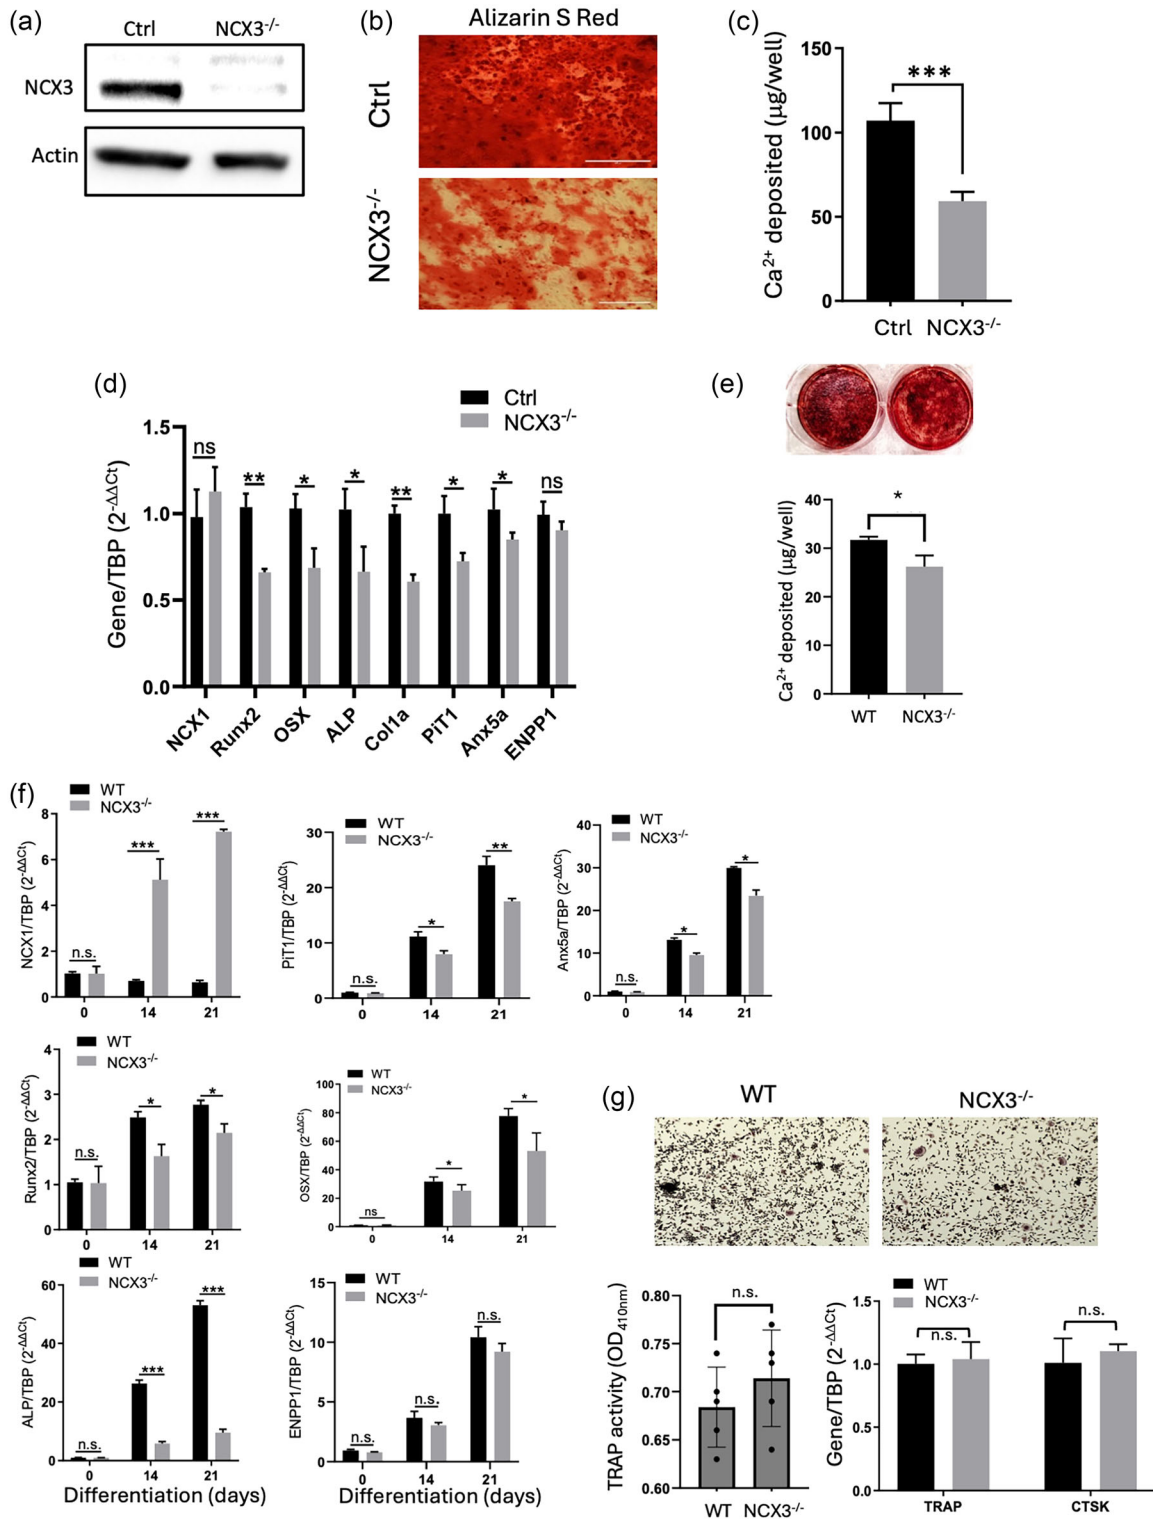 (a)
Ctrl NCX3-/-
NCX3
Actin
(b)
Alizarin S Red
Ctrl
NCX3-/-
(c)
Ca2+ deposited (µg/well)
150
100
50
0
***
Ctrl NCX3-/-
(d)
Ctrl
NCX3-/-
Gene/TBP (2-ΔΔCt)
1.5
1.0
0.5
0.0
ns ** * * ** * * ns
NCX1 Runx2 OSX ALP Col1a PiT1 Anx5a ENPP1
(e)
Ca2+ deposited (µg/well)
40
30
20
10
0
*
WT NCX3-/-
(f)
WT
NCX3-/-
NCX1/TBP (2-ΔΔCt)
8
6
4
2
0
n.s. *** ***
0 14 21
WT
NCX3-/-
PiT1/TBP (2-ΔΔCt)
30
20
10
0
n.s. * **
0 14 21
WT
NCX3-/-
Anx5a/TBP (2-ΔΔCt)
40
30
20
10
0
n.s. * *
0 14 21
WT
NCX3-/-
Runx2/TBP (2-ΔΔCt)
4
3
2
1
0
n.s. * *
0 14 21
WT
NCX3-/-
OSX/TBP (2-ΔΔCt)
100
80
60
40
20
0
ns * *
0 14 21
WT
NCX3-/-
ALP/TBP (2-ΔΔCt)
60
40
20
0
n.s. *** ***
0 14 21
Differentiation (days)
WT
NCX3-/-
ENPP1/TBP (2-ΔΔCt)
15
10
5
0
n.s. n.s. n.s.
0 14 21
Differentiation (days)
(g)
WT NCX3-/-
TRAP activity (OD410nm)
0.80
0.75
0.70
0.65
0.60
n.s.
WT NCX3-/-
WT
NCX3-/-
Gene/TBP (2-ΔΔCt)
1.5
1.0
0.5
0.0
n.s. n.s.
TRAP CTSK